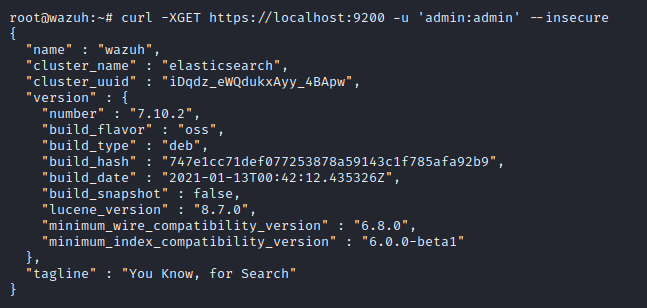 root@wazuh:~# curl -XGET https://localhost:9200 -u 'admin:admin' --insecure
{
  "name" : "wazuh",
  "cluster_name" : "elasticsearch",
  "cluster_uuid" : "iDqdz_eWQdukxAyy_4BApw",
  "version" : {
    "number" : "7.10.2",
    "build_flavor" : "oss",
    "build_type" : "deb",
    "build_hash" : "747e1cc71def077253878a59143c1f785afa92b9",
    "build_date" : "2021-01-13T00:42:12.435326Z",
    "build_snapshot" : false,
    "lucene_version" : "8.7.0",
    "minimum_wire_compatibility_version" : "6.8.0",
    "minimum_index_compatibility_version" : "6.0.0-beta1"
  },
  "tagline" : "You Know, for Search"
}